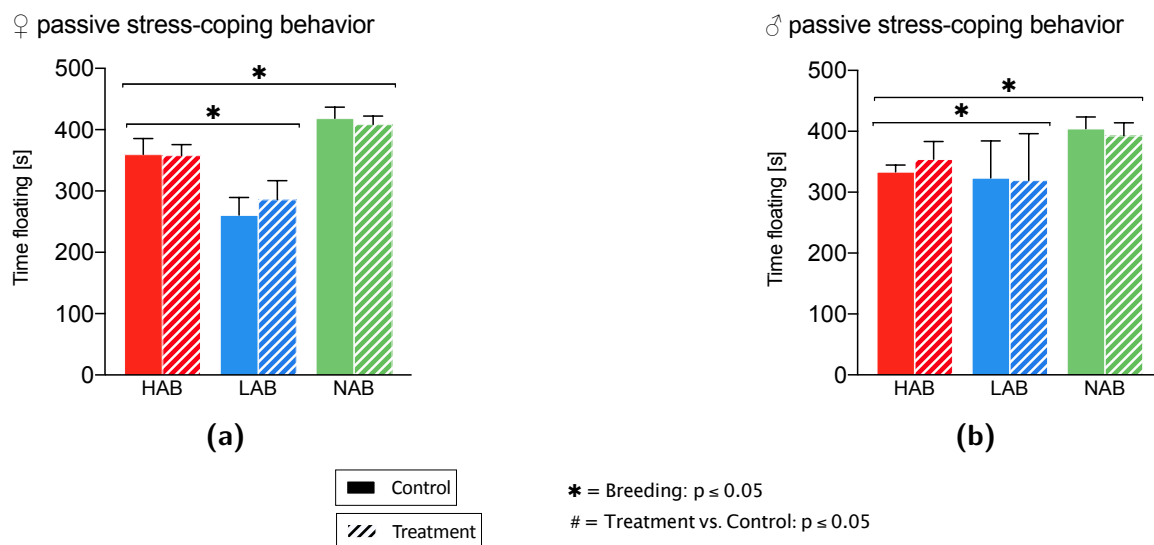 ♀ passive stress-coping behavior
*
*
500
400
300
200
100
0
Time floating [s]
HAB LAB NAB
(a)
♂ passive stress-coping behavior
*
*
500
400
300
200
100
0
Time floating [s]
HAB LAB NAB
(b)
Control
Treatment
* = Breeding: p ≤ 0.05
# = Treatment vs. Control: p ≤ 0.05